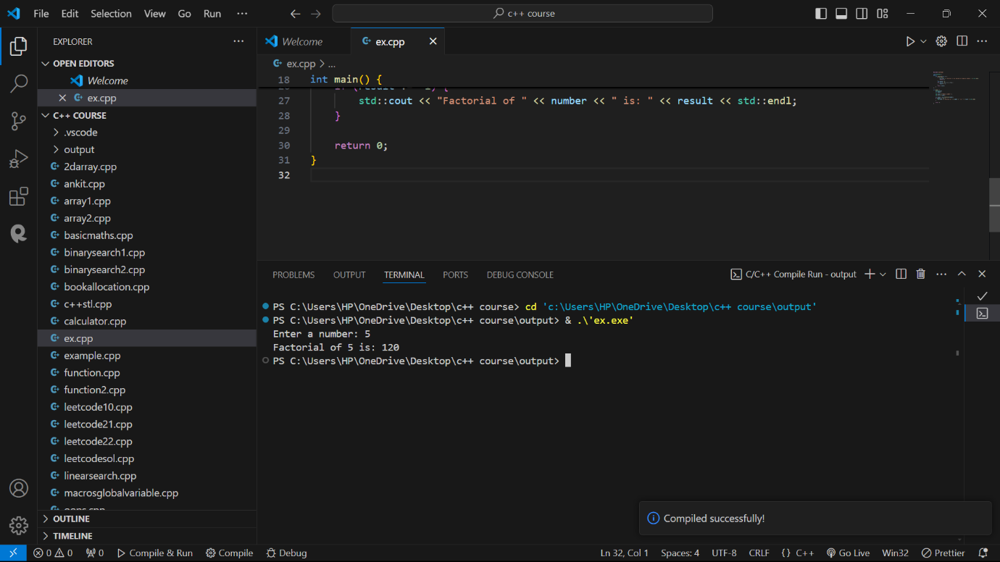 File Edit Selection View Go Run ··· c++ course
EXPLORER
OPEN EDITORS
Welcome
ex.cpp
C++ COURSE
.vscode
output
2darray.cpp
ankit.cpp
array1.cpp
array2.cpp
basicmaths.cpp
binarysearch1.cpp
binarysearch2.cpp
bookallocation.cpp
c++stl.cpp
calculator.cpp
ex.cpp
example.cpp
function.cpp
function2.cpp
leetcode10.cpp
leetcode21.cpp
leetcode22.cpp
leetcodesol.cpp
linearsearch.cpp
macrosglobalvariable.cpp
OUTLINE
TIMELINE
Welcome ex.cpp
ex.cpp > ...
18 int main() {
27 std::cout << "Factorial of " << number << " is: " << result << std::endl;
28 }
29
30 return 0;
31 }
32
PROBLEMS OUTPUT TERMINAL PORTS DEBUG CONSOLE C/C++ Compile Run - output
PS C:\Users\HP\OneDrive\Desktop\c++ course> cd 'c:\Users\HP\OneDrive\Desktop\c++ course\output'
PS C:\Users\HP\OneDrive\Desktop\c++ course\output> & .\'ex.exe'
Enter a number: 5
Factorial of 5 is: 120
PS C:\Users\HP\OneDrive\Desktop\c++ course\output>
Compiled successfully!
0 0 0 Compile & Run Compile Debug Ln 32, Col 1 Spaces: 4 UTF-8 CRLF {} C++ Go Live Win32 Prettier